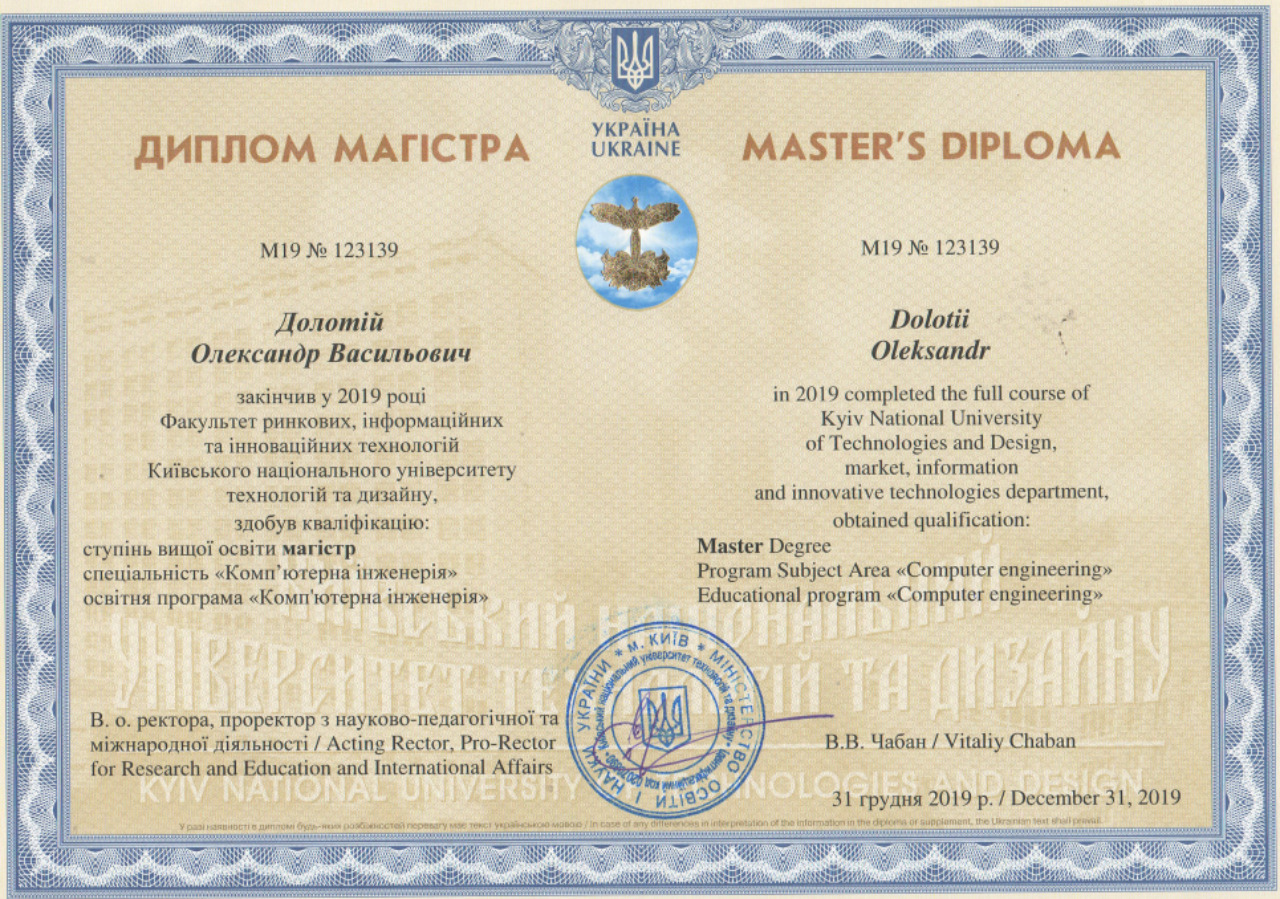 УКРАЇНА
UKRAINE
ДИПЛОМ МАГІСТРА
М19 № 123139
Долотій
Олександр Васильович
закінчив у 2019 році
Факультет ринкових, інформаційних
та інноваційних технологій
Київського національного університету
технологій та дизайну,
здобув кваліфікацію:
ступінь вищої освіти магістр
спеціальність «Комп’ютерна інженерія»
освітня програма «Комп'ютерна інженерія»
MASTER'S DIPLOMA
М19 № 123139
Dolotii
Oleksandr
in 2019 completed the full course of
Kyiv National University
of Technologies and Design,
market, information
and innovative technologies department,
obtained qualification:
Master Degree
Program Subject Area «Computer engineering»
Educational program «Computer engineering»
КИЇВСЬКИЙ НАЦІОНАЛЬНИЙ
УНІВЕРСИТЕТ ТЕХНОЛОГІЙ ТА ДИЗАЙНУ
В. о. ректора, проректор з науково-педагогічної та
міжнародної діяльності / Acting Rector, Pro-Rector
for Research and Education and International Affairs
УКРАЇНИ * м. КИЇВ * МІНІСТЕРСТВО ОСВІТИ І НАУКИ
Київський національний університет технологій та дизайну
Ідентифікаційний код
В.В. Чабан / Vitaliy Chaban
31 грудня 2019 р. / December 31, 2019
KYIV NATIONAL UNIVERSITY OF TECHNOLOGIES AND DESIGN
У разі наявності в дипломі будь-яких розбіжностей перевагу має текст українською мовою / In case of any differences in interpretation of the information in the diploma or supplement, the Ukrainian text shall prevail.